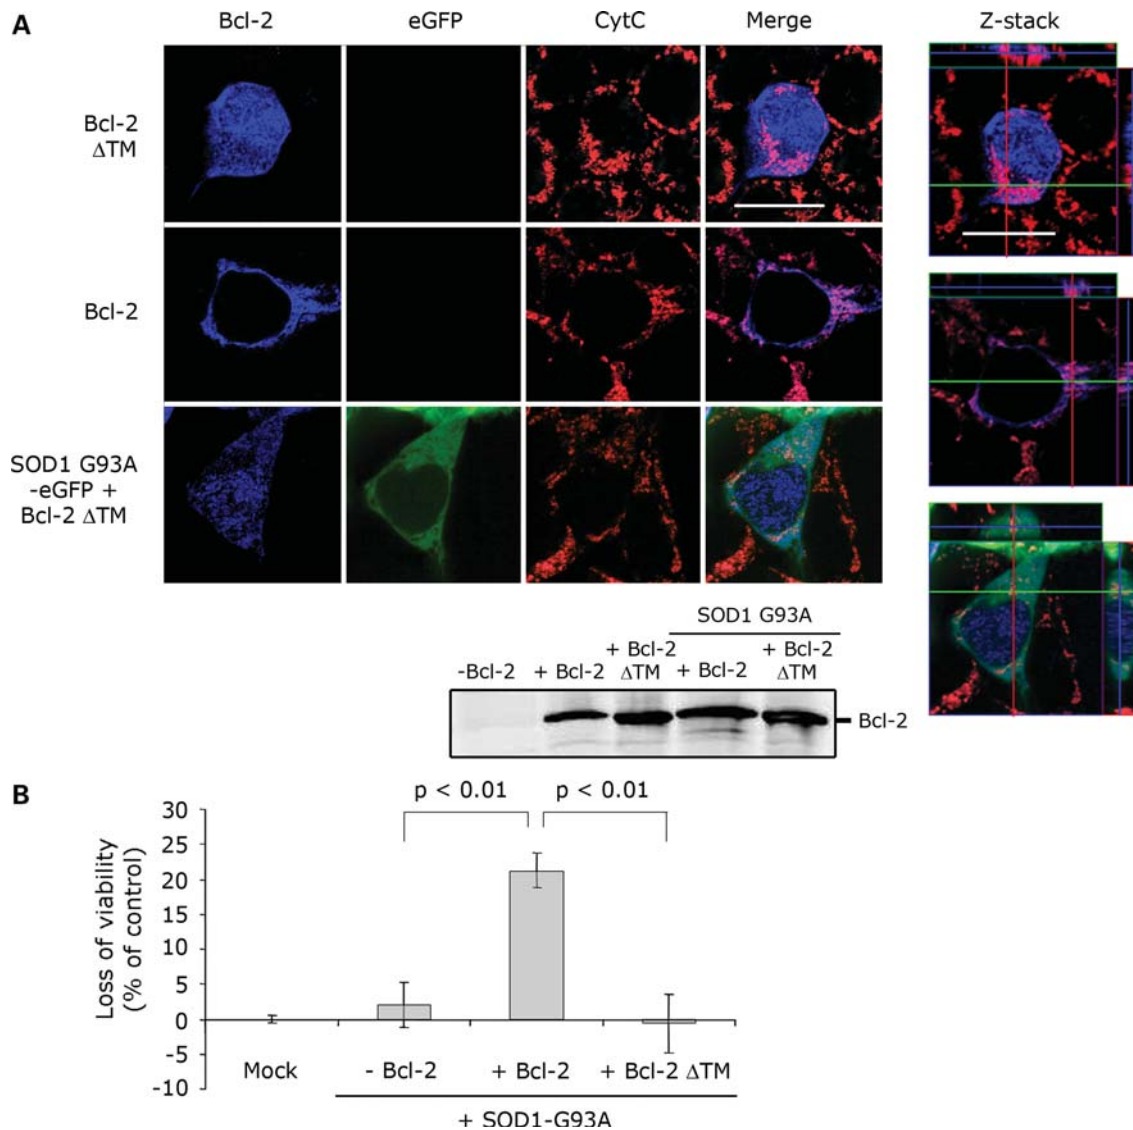 A
Bcl-2 eGFP CytC Merge Z-stack
Bcl-2
ΔTM
Bcl-2
SOD1 G93A
-eGFP +
Bcl-2 ΔTM
SOD1 G93A
-Bcl-2 + Bcl-2 + Bcl-2 ΔTM + Bcl-2 + Bcl-2 ΔTM
Bcl-2
B
p < 0.01 p < 0.01
Loss of viability
(% of control)
30
25
20
15
10
5
0
-5
-10
Mock - Bcl-2 + Bcl-2 + Bcl-2 ΔTM
+ SOD1-G93A